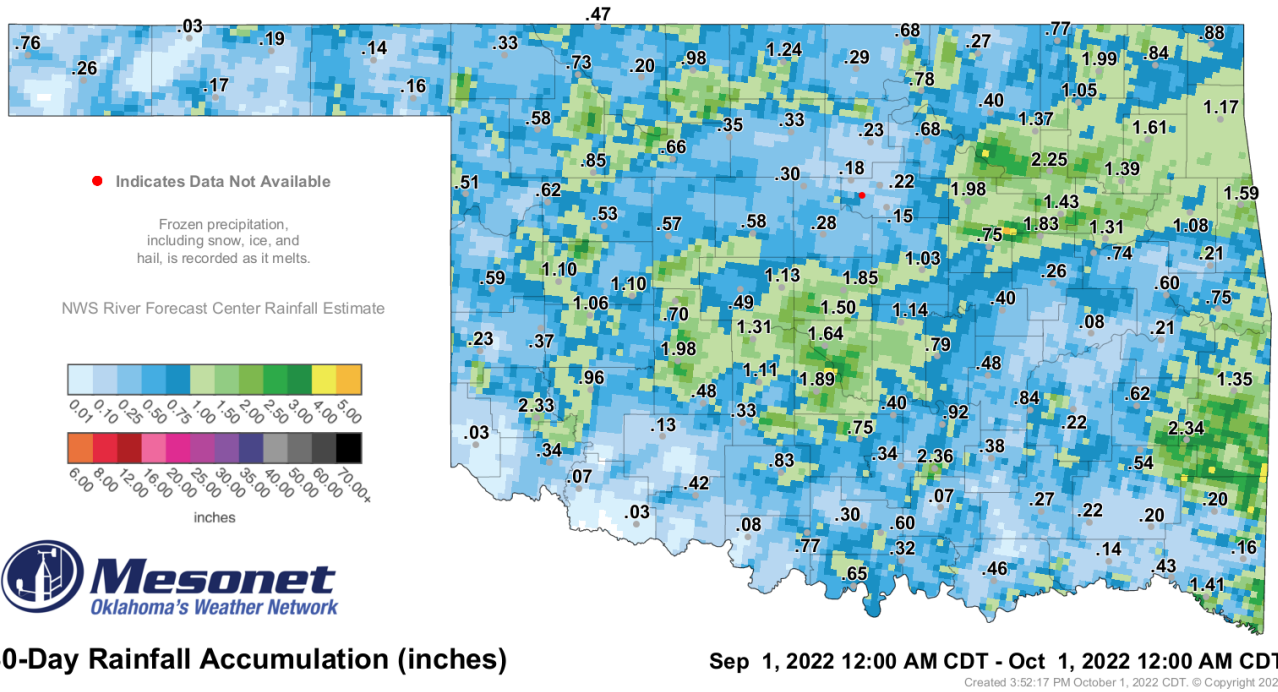 .47
.03 .68 .77 .88
.76 .19 .14 .33 1.24 .29 .27 .84
.26 .73 .20 .98 1.99
.17 .16 .78 1.05
.40 1.17
.58 .35 .33 .23 .68 1.37 1.61
.66
.85 .30 .18 2.25 1.39
Indicates Data Not Available
.51 .62 .22 1.98 1.59
.53 .57 .58 .28 .15 1.43
.75 1.83 1.31 1.08
Frozen precipitation,
including snow, ice, and
hail, is recorded as it melts.
1.03 .74 .21
.59 1.10 1.10 1.13 1.85 .26 .60
NWS River Forecast Center Rainfall Estimate
1.06 .70 .49 1.50 1.14 .40 .75
.23 .37 1.31 1.64 .08 .21
1.98 .79
.96 1.11 1.89 .48 1.35
0.01 0.10 0.25 0.50 0.75 1.00 1.50 2.00 2.50 3.00 4.00 5.00
2.33 .48 .33 .40 .92 .84 .62
.03 .13 .75 .22 2.34
.34 .83 .34 2.36 .38 .54
6.00 8.00 12.00 16.00 20.00 25.00 30.00 35.00 40.00 50.00 60.00 70.00+
inches
.07 .42 .07 .27 .20
.03 .08 .30 .60 .22 .20
.77 .32 .14 .16
.65 .46 .43 1.41
Mesonet
Oklahoma's Weather Network
0-Day Rainfall Accumulation (inches)
Sep 1, 2022 12:00 AM CDT - Oct 1, 2022 12:00 AM CDT
Created 3:52:17 PM October 1, 2022 CDT. © Copyright 202